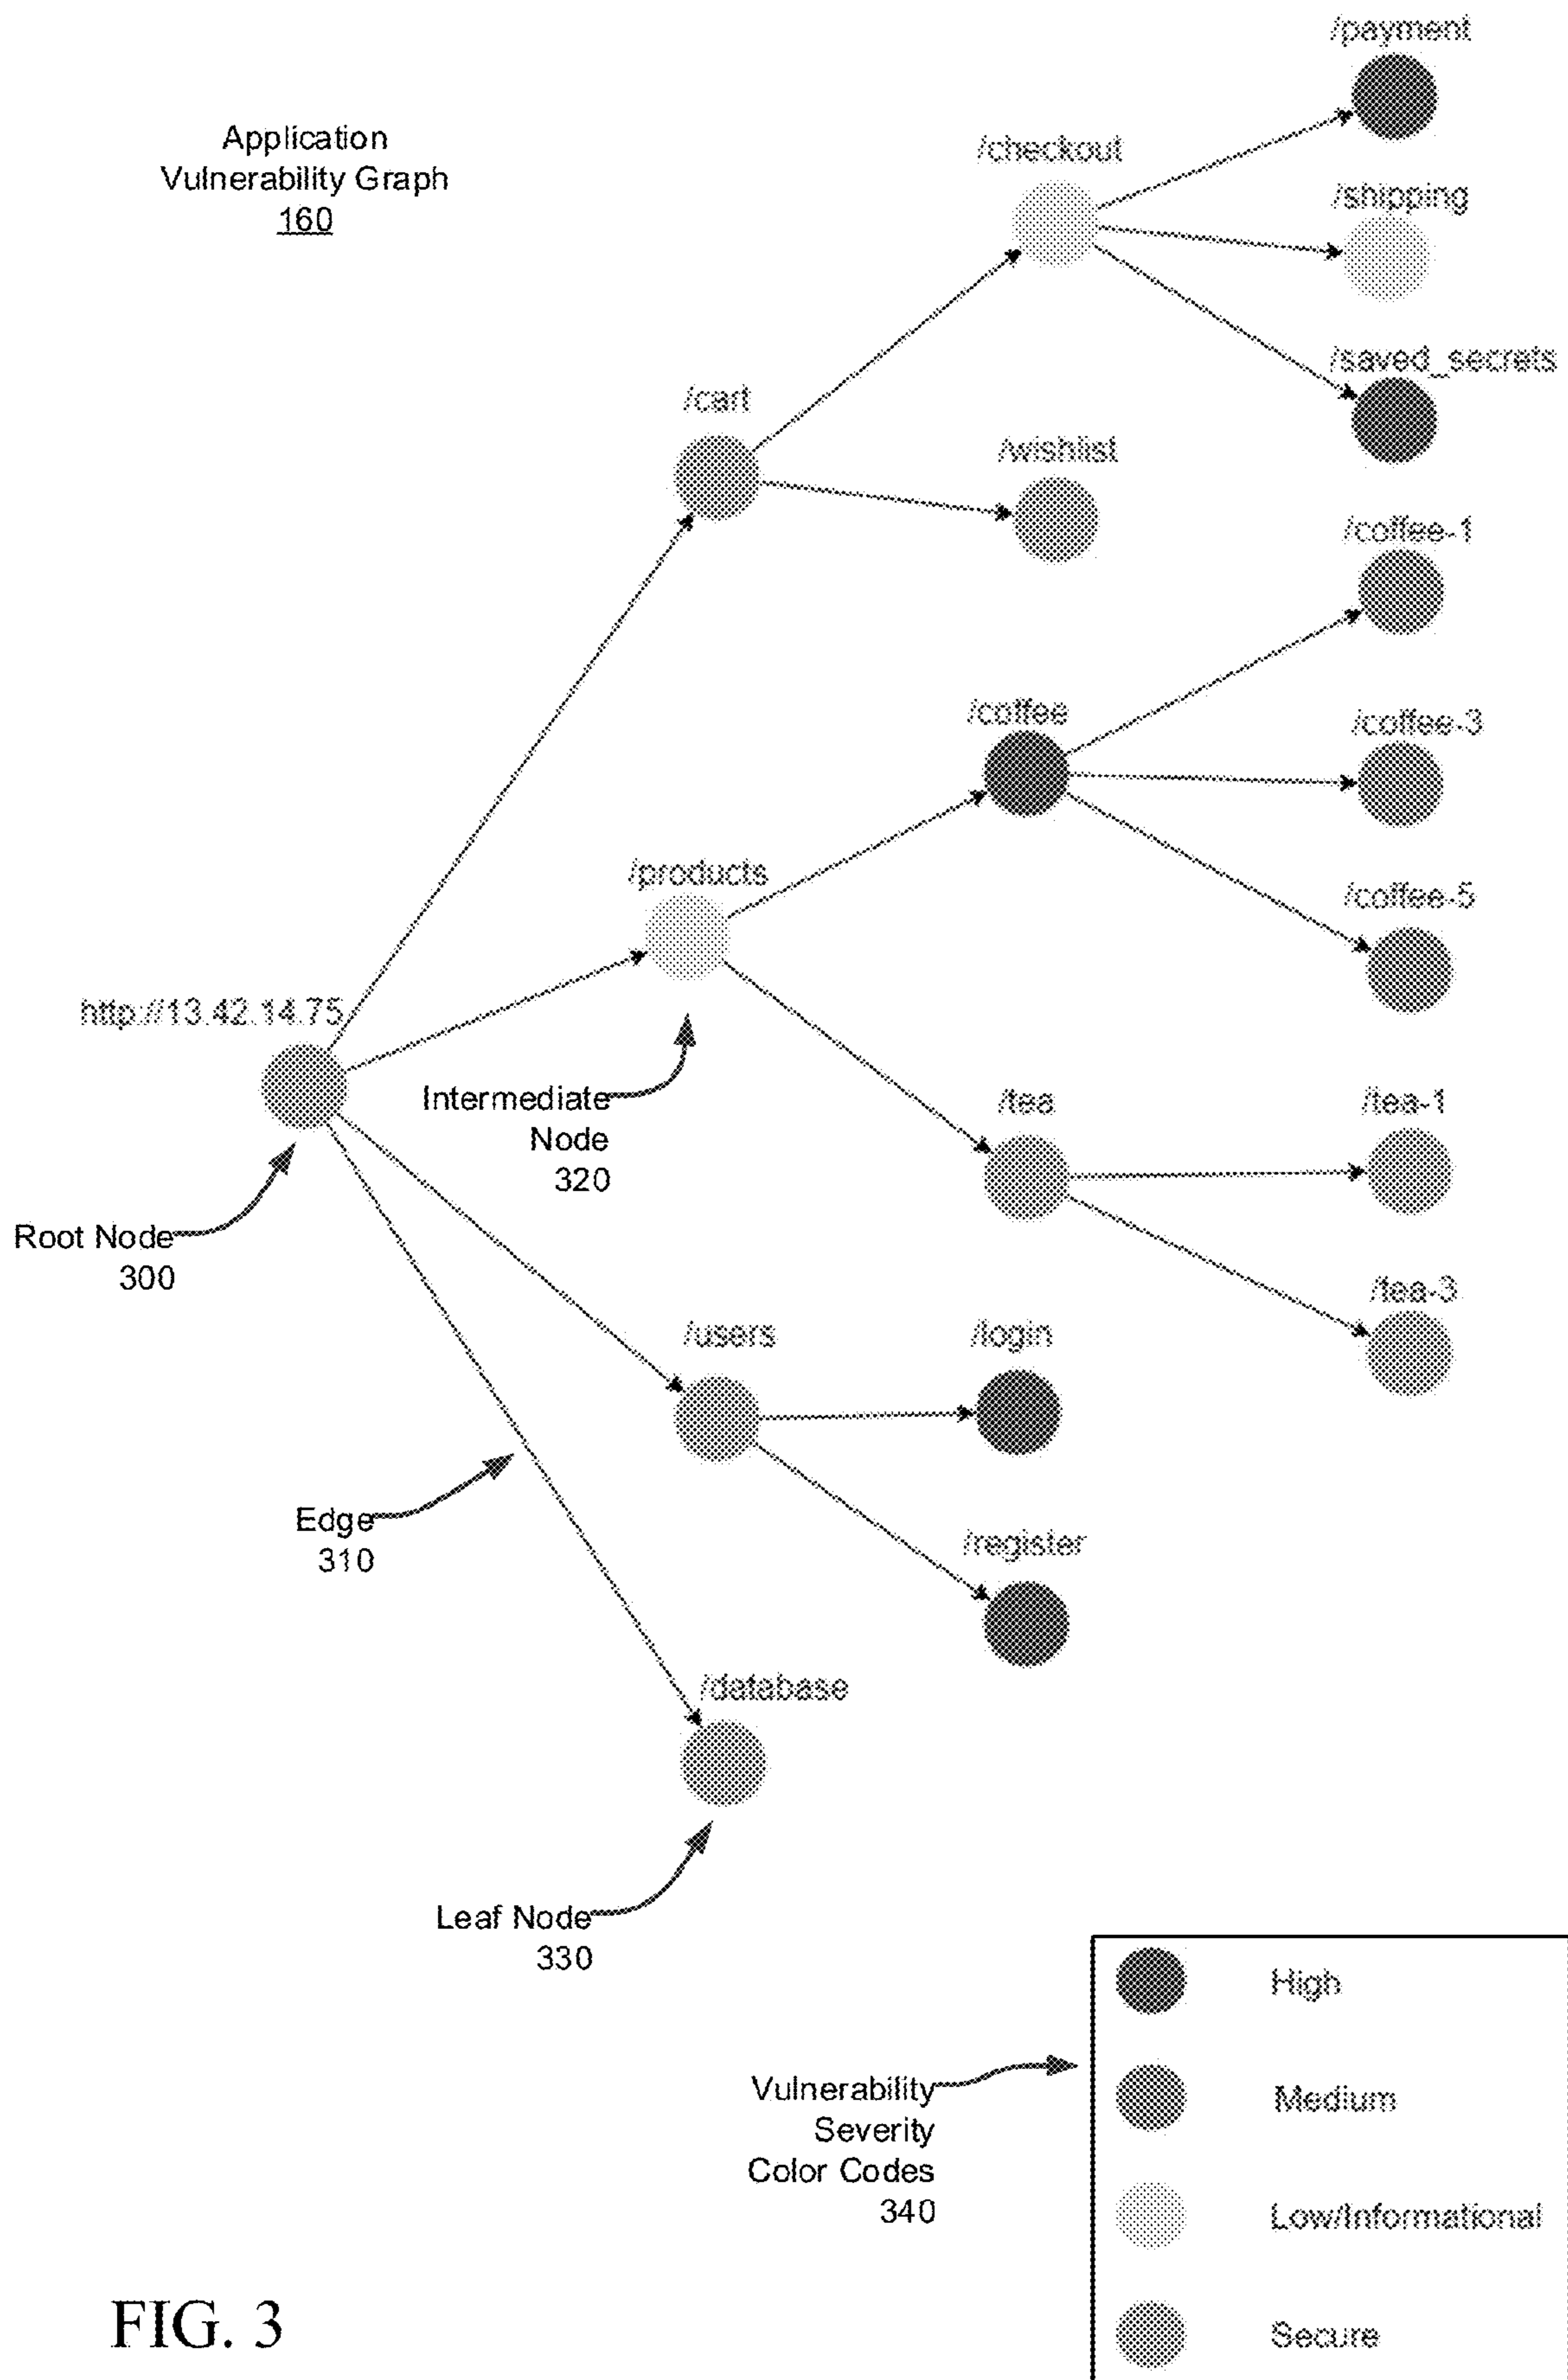 Application
Vulnerability Graph
160
/payment
/checkout
/shipping
/saved_secrets
/cart
/wishlist
/coffee-1
/coffee
/coffee-3
/products
/coffee-5
http://13.42.14.75
Intermediate
Node
320
/tea
/tea-1
Root Node
300
/tea-3
/users
/login
Edge
310
/register
/database
Leaf Node
330
High
Medium
Low/Informational
Secure
Vulnerability
Severity
Color Codes
340
FIG. 3